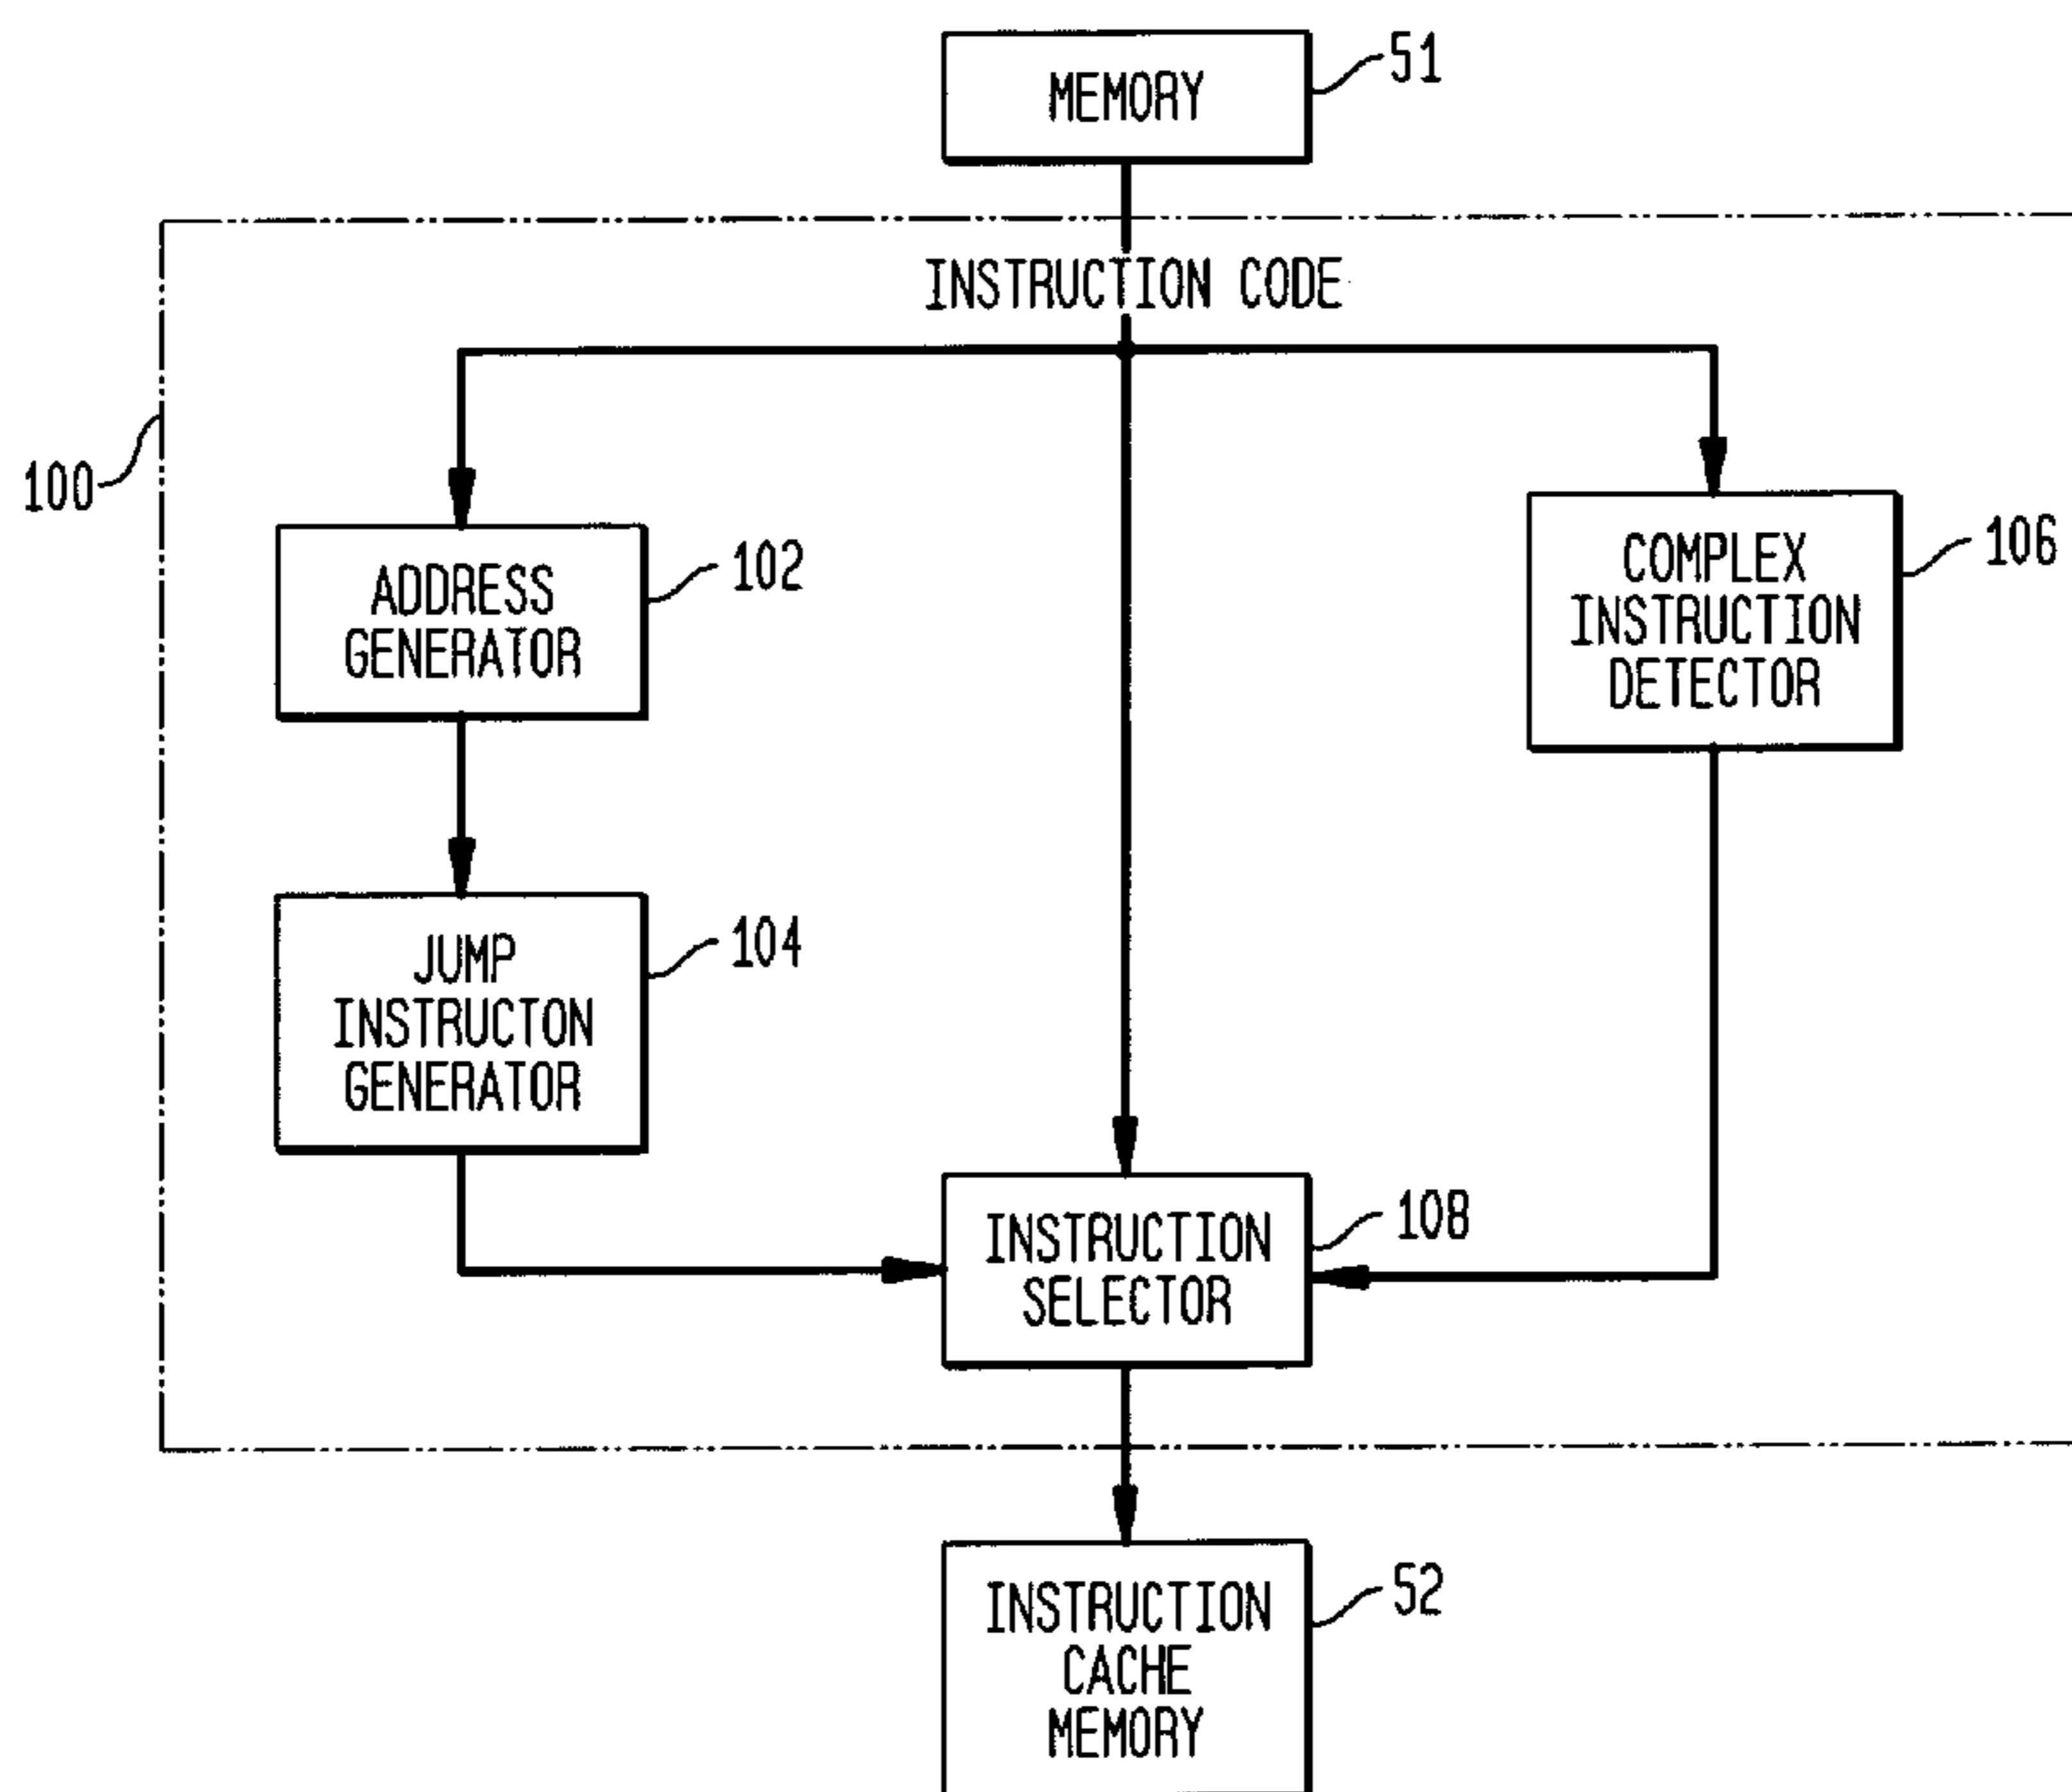 MEMORY
51
INSTRUCTION CODE
100
ADDRESS
GENERATOR
102
COMPLEX
INSTRUCTION
DETECTOR
106
JUMP
INSTRUCTON
GENERATOR
104
INSTRUCTION
SELECTOR
108
INSTRUCTION
CACHE
MEMORY
52